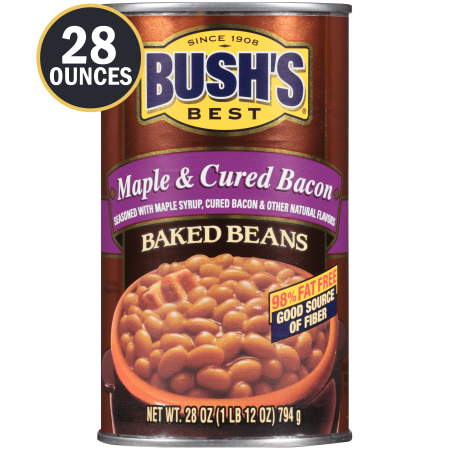 28
OUNCES
SINCE 1908
BUSH'S
BEST
Maple & Cured Bacon
SEASONED WITH MAPLE SYRUP, CURED BACON & OTHER NATURAL FLAVORS
BAKED BEANS
98% FAT FREE
GOOD SOURCE
OF FIBER
NET WT. 28 OZ (1 LB 12 OZ) 794 g